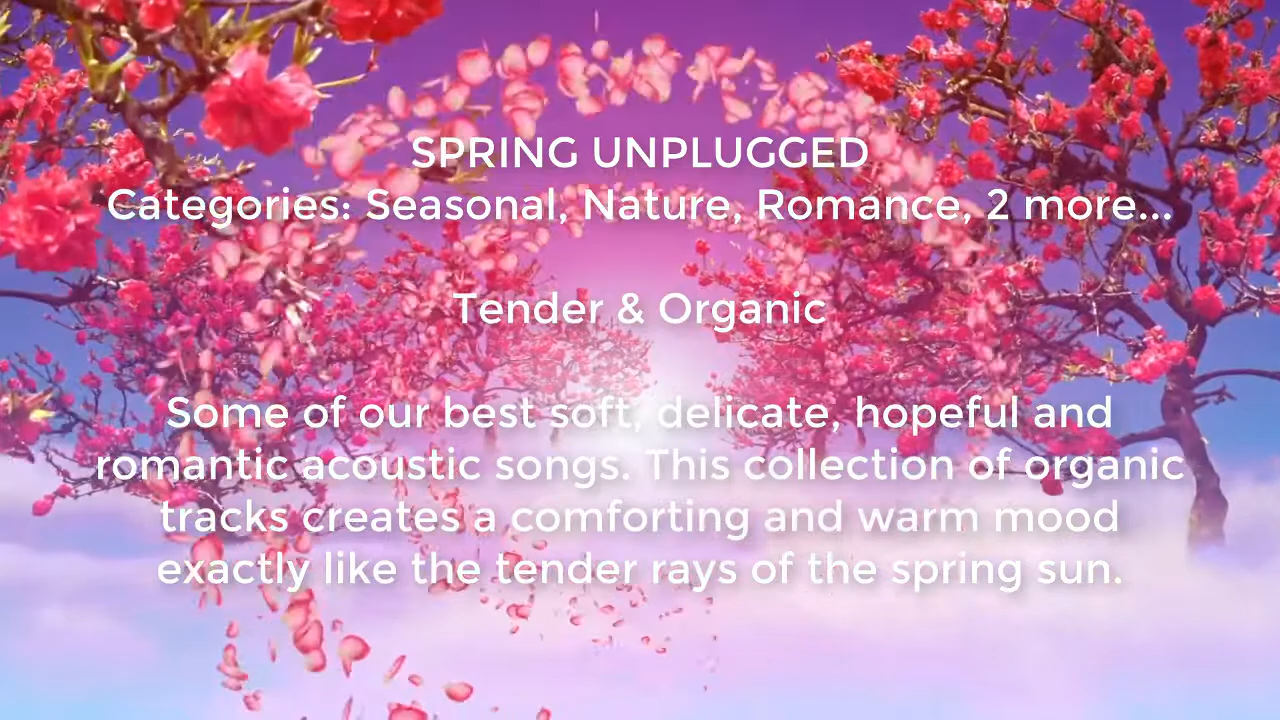 SPRING UNPLUGGED
Categories: Seasonal, Nature, Romance, 2 more...
Tender & Organic
Some of our best soft, delicate, hopeful and
romantic acoustic songs. This collection of organic
tracks creates a comforting and warm mood
exactly like the tender rays of the spring sun.